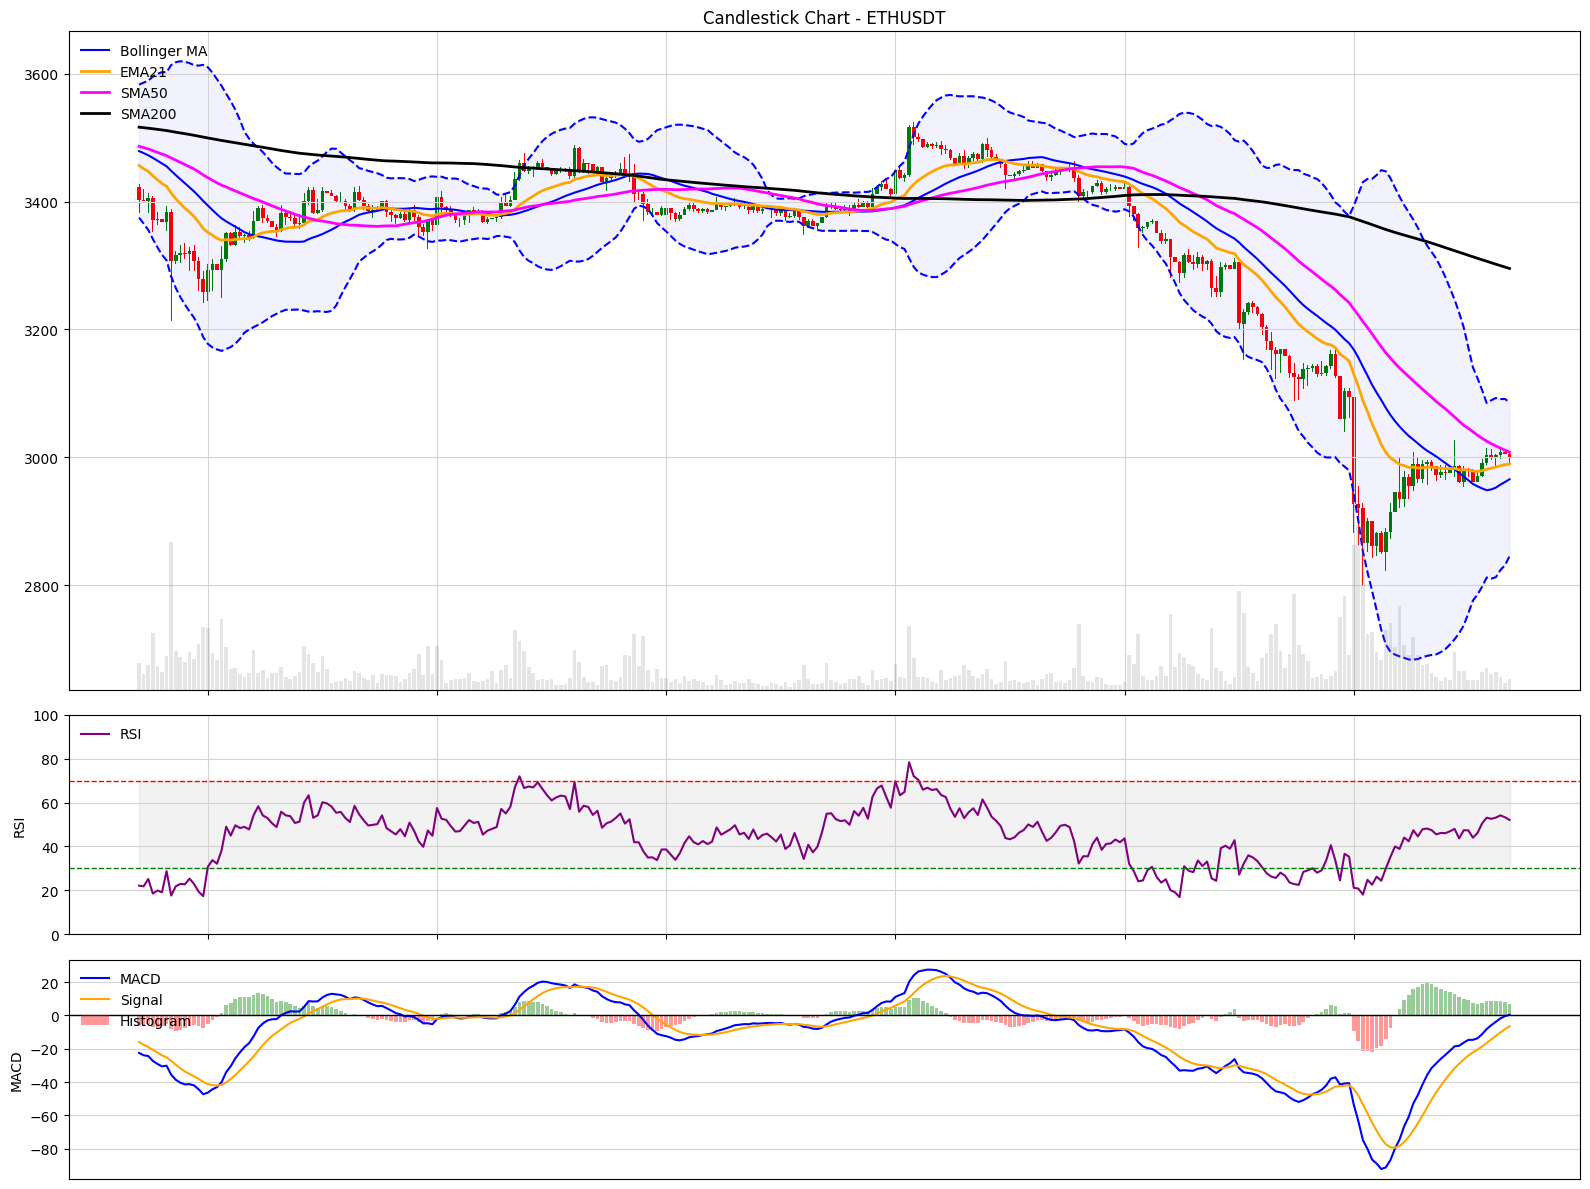 Candlestick Chart - ETHUSDT
Bollinger MA
EMA21
SMA50
SMA200
3600
3400
3200
3000
2800
RSI
100
80
60
40
20
0
RSI
MACD
Signal
Histogram
20
0
−20
−40
−60
−80
MACD